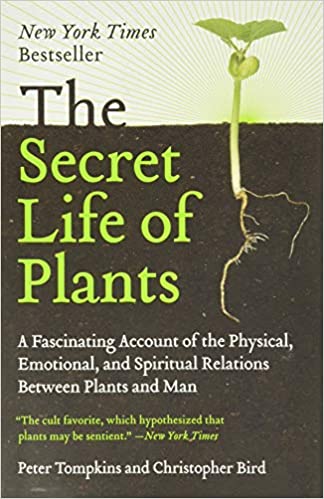 New York Times
Bestseller
The
Secret
Life of
Plants
A Fascinating Account of the Physical,
Emotional, and Spiritual Relations
Between Plants and Man
“The cult favorite, which hypothesized that
plants may be sentient.” —New York Times
Peter Tompkins and Christopher Bird